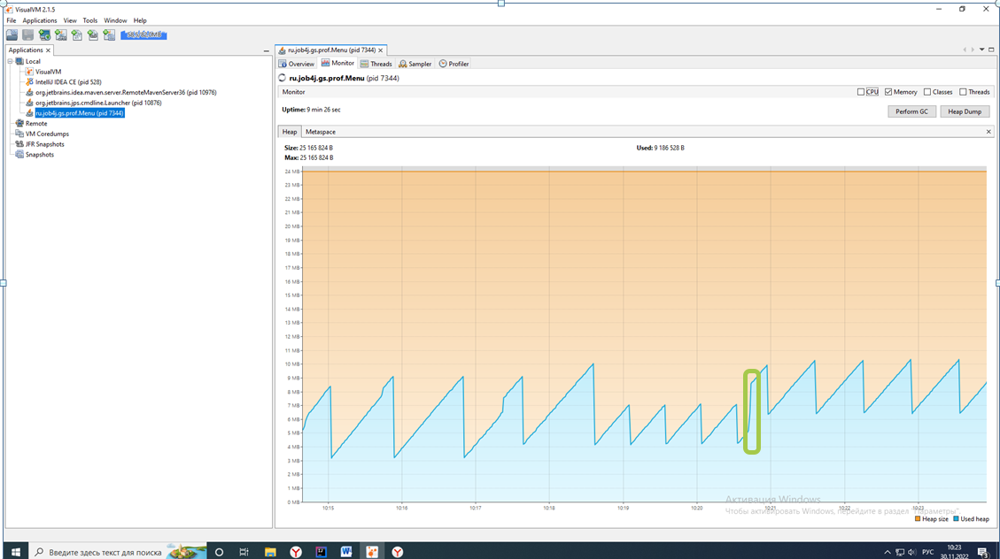 VisualVM 2.1.5
File Applications View Tools Window Help
Applications
Local
VisualVM
IntelliJ IDEA CE (pid 528)
org.jetbrains.idea.maven.server.RemoteMavenServer36 (pid 10976)
org.jetbrains.jps.cmdline.Launcher (pid 10876)
ru.job4j.gs.prof.Menu (pid 7344)
Remote
VM Coredumps
JFR Snapshots
Snapshots
ru.job4j.gs.prof.Menu (pid 7344)
Overview Monitor Threads Sampler Profiler
ru.job4j.gs.prof.Menu (pid 7344)
Monitor CPU Memory Classes Threads
Uptime: 9 min 26 sec Perform GC Heap Dump
Heap Metaspace
Size: 25 165 824 B Used: 9 186 528 B
Max: 25 165 824 B
24 MB
23 MB
22 MB
21 MB
20 MB
19 MB
18 MB
17 MB
16 MB
15 MB
14 MB
13 MB
12 MB
11 MB
10 MB
9 MB
8 MB
7 MB
6 MB
5 MB
4 MB
3 MB
2 MB
1 MB
0 MB
10:15 10:16 10:17 10:18 10:19 10:20 10:21 10:22 10:23
Активация Windows
Чтобы активировать Windows, перейдите в раздел "Параметры".
Heap size Used heap
Введите здесь текст для поиска
РУС
10:23
30.11.2022
3